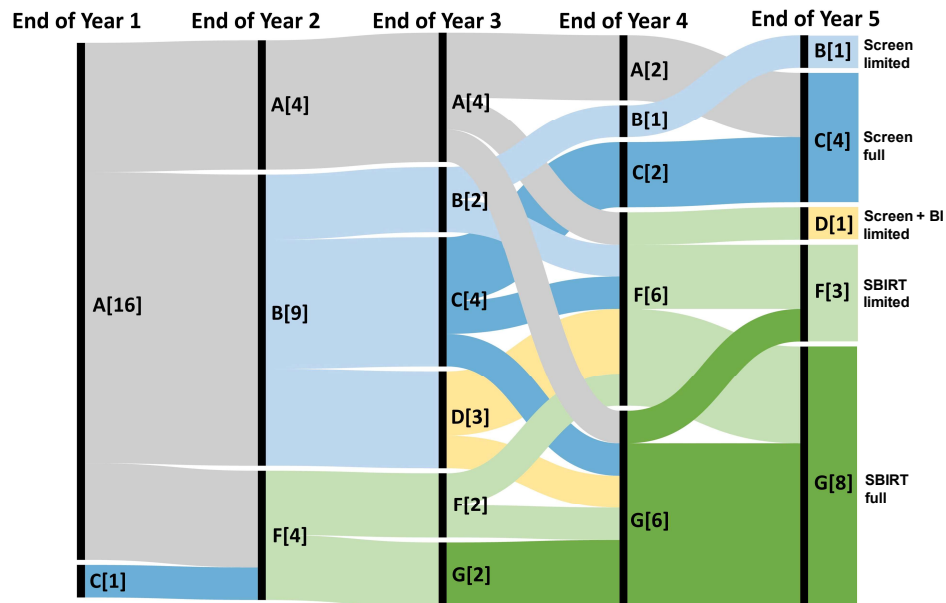 End of Year 1 End of Year 2 End of Year 3 End of Year 4 End of Year 5
A[16]
C[1]
A[4]
B[9]
F[4]
A[4]
B[2]
C[4]
D[3]
F[2]
G[2]
A[2]
B[1]
C[2]
F[6]
G[6]
B[1]
C[4]
D[1]
F[3]
G[8]
Screen
limited
Screen
full
Screen + BI
limited
SBIRT
limited
SBIRT
full